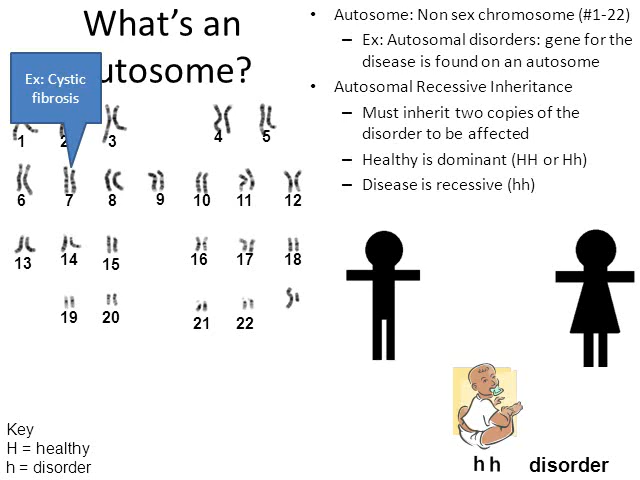 What's an
utosome?
Ex: Cystic
fibrosis
1 2 3 4 5
6 7 8 9 10 11 12
13 14 15 16 17 18
19 20 21 22
Key
H = healthy
h = disorder
• Autosome: Non sex chromosome (#1-22)
– Ex: Autosomal disorders: gene for the
disease is found on an autosome
• Autosomal Recessive Inheritance
– Must inherit two copies of the
disorder to be affected
– Healthy is dominant (HH or Hh)
– Disease is recessive (hh)
h h disorder